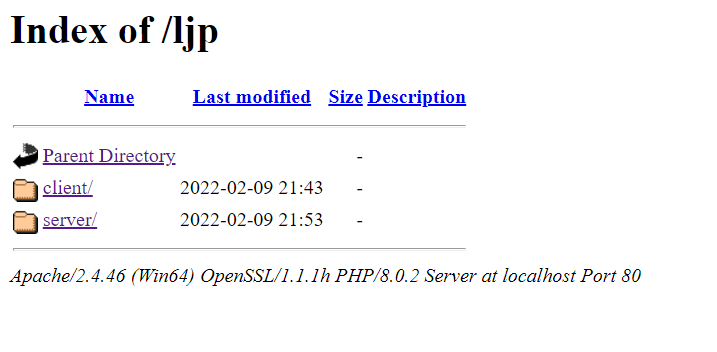 Index of /ljp
Name Last modified Size Description
Parent Directory -
client/ 2022-02-09 21:43 -
server/ 2022-02-09 21:53 -
Apache/2.4.46 (Win64) OpenSSL/1.1.1h PHP/8.0.2 Server at localhost Port 80